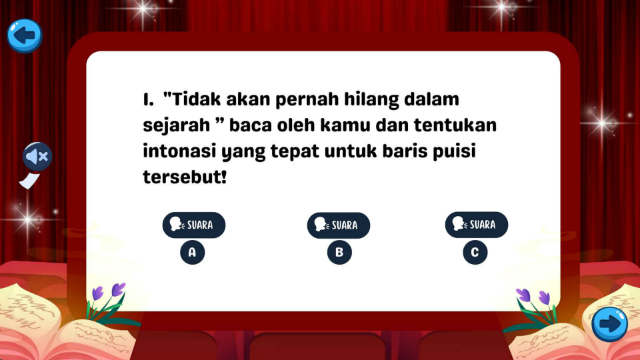 1. "Tidak akan pernah hilang dalam
sejarah " baca oleh kamu dan tentukan
intonasi yang tepat untuk baris puisi
tersebut!
SUARA SUARA SUARA
A B C